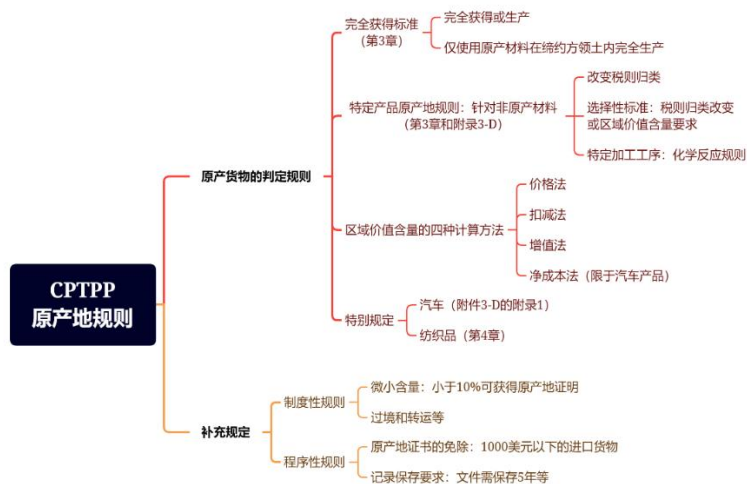 CPTPP
原产地规则
原产货物的判定规则
完全获得标准
（第3章）
完全获得或生产
仅使用原产材料在缔约方领土内完全生产
特定产品原产地规则：针对非原产材料
（第3章和附录3-D）
改变税则归类
选择性标准：税则归类改变
或区域价值含量要求
特定加工工序：化学反应规则
区域价值含量的四种计算方法
价格法
扣减法
增值法
净成本法（限于汽车产品）
特别规定
汽车（附件3-D的附录1）
纺织品（第4章）
补充规定
制度性规则
微小含量：小于10%可获得原产地证明
过境和转运等
程序性规则
原产地证书的免除：1000美元以下的进口货物
记录保存要求：文件需保存5年等